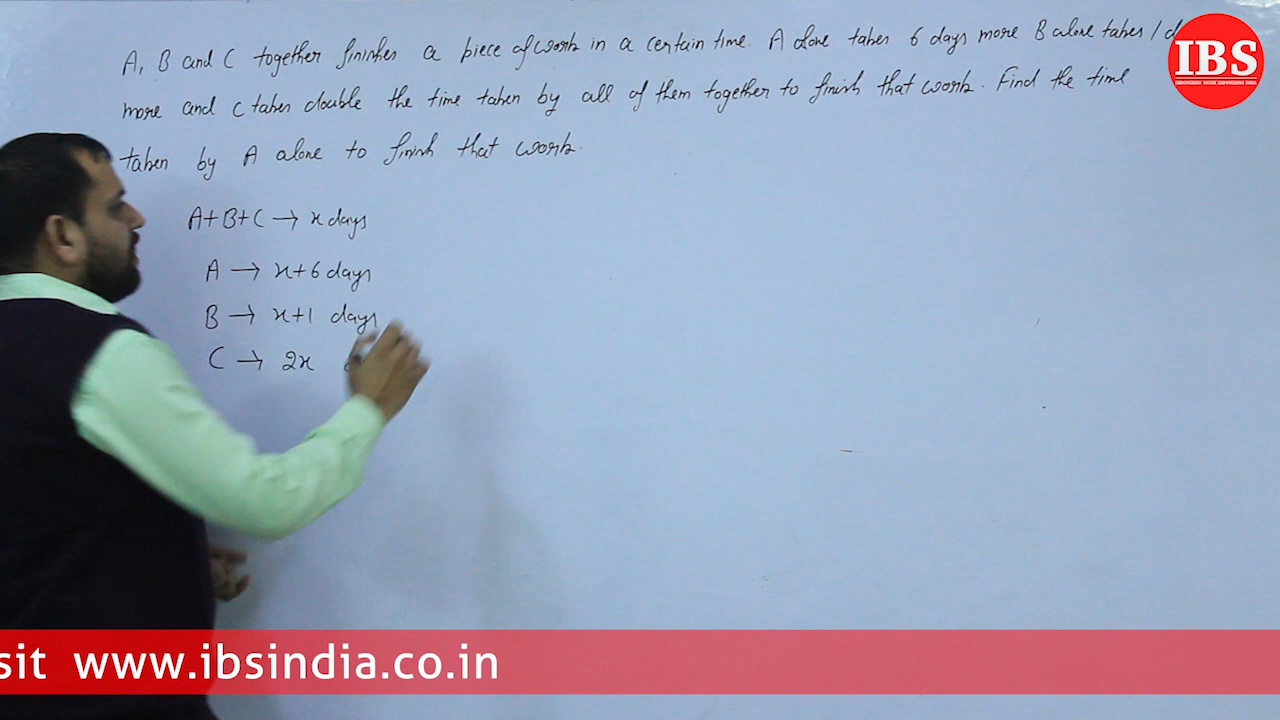 A, B and C together finishes a piece of work in a certain time. A alone takes 6 days more B alone takes 1 d
more and C takes double the time taken by all of them together to finish that work. Find the time
taken by A alone to finish that work.
A+B+C → x days
A → x+6 days
B → x+1 days
C → 2x
IBS
sit www.ibsindia.co.in